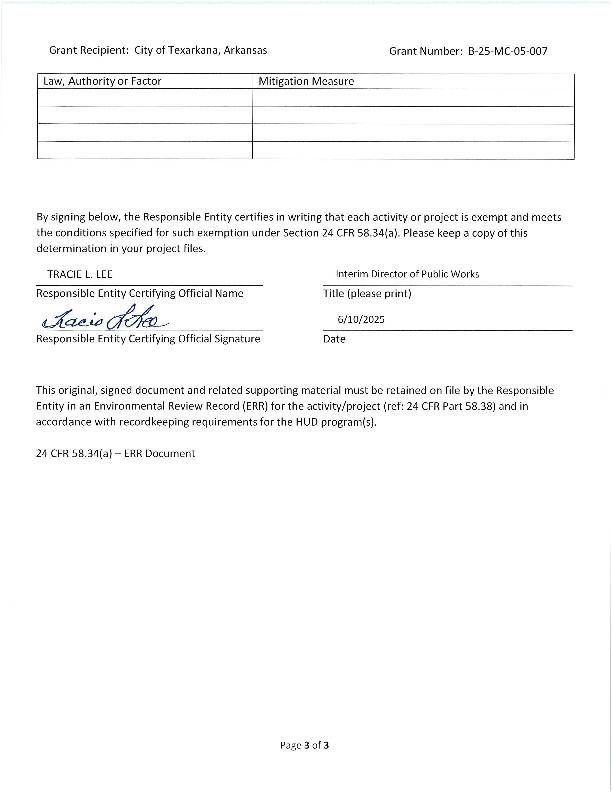 Grant Recipient: City of Texarkana, Arkansas Grant Number: B-25-MC-05-007
Law, Authority or Factor Mitigation Measure
By signing below, the Responsible Entity certifies in writing that each activity or project is exempt and meets
the conditions specified for such exemption under Section 24 CFR 58.34(a). Please keep a copy of this
determination in your project files.
TRACIE L. LEE Interim Director of Public Works
Responsible Entity Certifying Official Name Title (please print)
Tracie L Lee 6/10/2025
Responsible Entity Certifying Official Signature Date
This original, signed document and related supporting material must be retained on file by the Responsible
Entity in an Environmental Review Record (ERR) for the activity/project (ref: 24 CFR Part 58.38) and in
accordance with recordkeeping requirements for the HUD program(s).
24 CFR 58.34(a) – ERR Document
Page 3 of 3